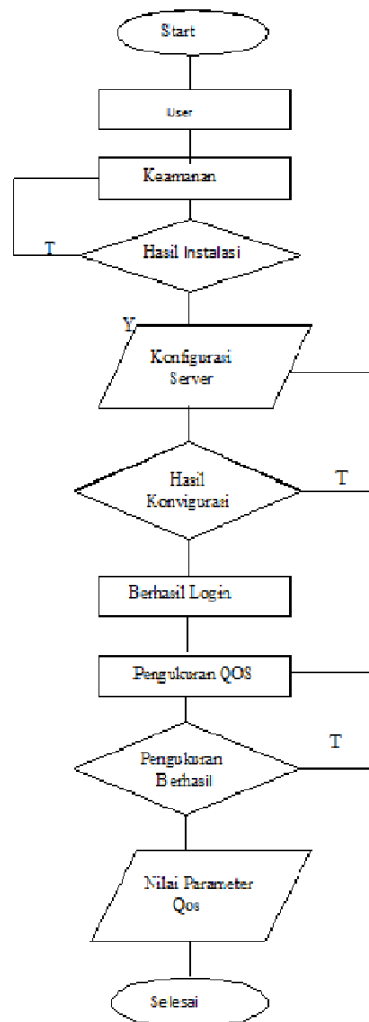 Start
User
Keamanan
T
Hasil Instalasi
Y
Konfigurasi
Server
Hasil
Konvigurasi
T
Berhasil Login
Pengukuran QOS
Pengukuran
Berhasil
T
Nilai Parameter
Qos
Selesai